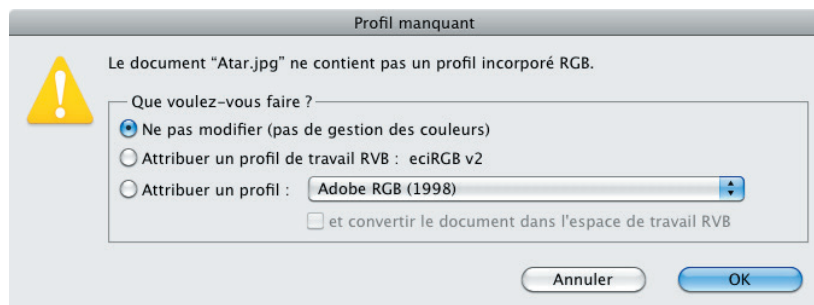 Profil manquant
Le document “Atar.jpg” ne contient pas un profil incorporé RGB.
Que voulez-vous faire ?
Ne pas modifier (pas de gestion des couleurs)
Attribuer un profil de travail RVB : eciRGB v2
Attribuer un profil : Adobe RGB (1998)
et convertir le document dans l'espace de travail RVB
Annuler OK